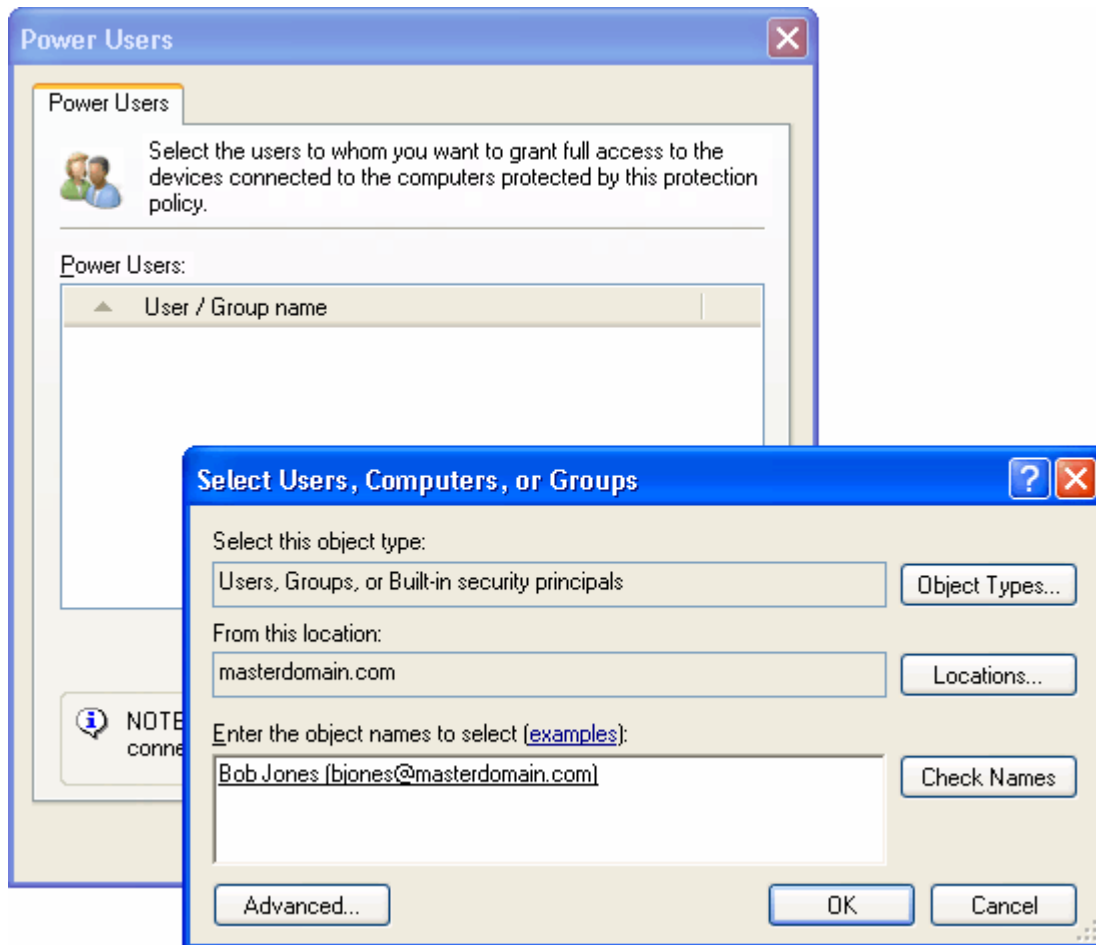 Power Users
Power Users
Select the users to whom you want to grant full access to the
devices connected to the computers protected by this protection
policy.
Power Users:
User / Group name
NOTE
conne
Select Users, Computers, or Groups
Select this object type:
Users, Groups, or Built-in security principals
Object Types...
From this location:
masterdomain.com
Locations...
Enter the object names to select (examples):
Bob Jones (bjones@masterdomain.com)
Check Names
Advanced...
OK
Cancel